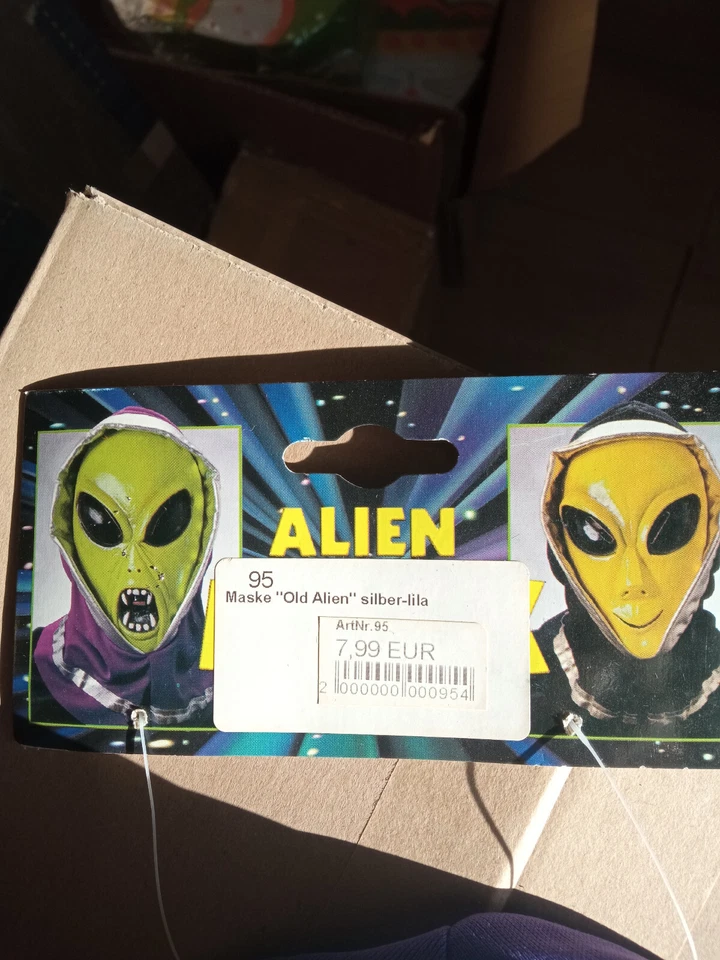 ALIEN
95
Maske "Old Alien" silber-lila
ArtNr.95
7,99 EUR
2 000000 000954